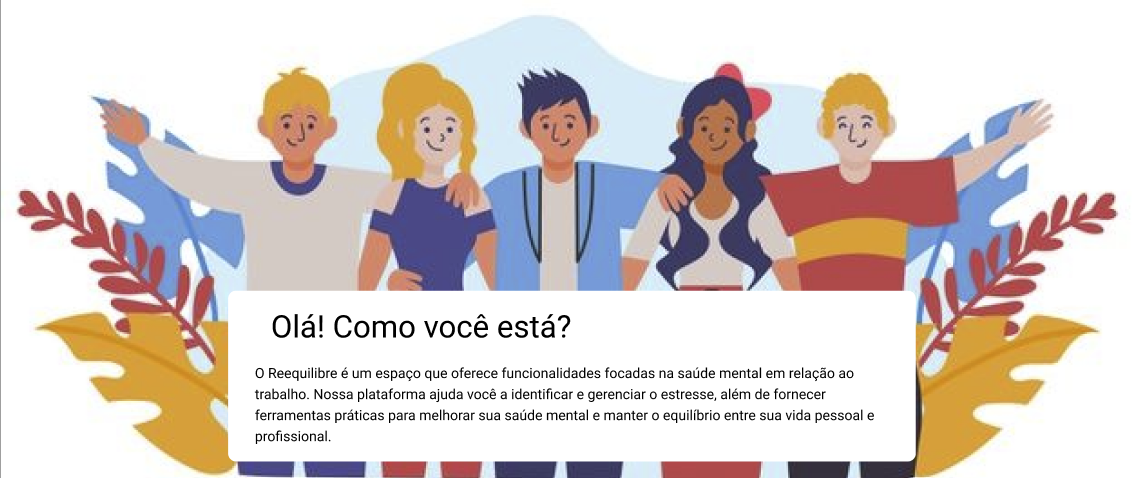 Olá! Como você está?
O Reequilibre é um espaço que oferece funcionalidades focadas na saúde mental em relação ao
trabalho. Nossa plataforma ajuda você a identificar e gerenciar o estresse, além de fornecer
ferramentas práticas para melhorar sua saúde mental e manter o equilíbrio entre sua vida pessoal e
profissional.